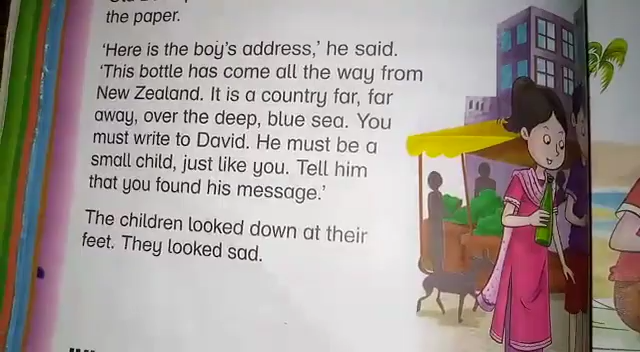 the paper.
'Here is the boy's address,' he said.
'This bottle has come all the way from
New Zealand. It is a country far, far
away, over the deep, blue sea. You
must write to David. He must be a
small child, just like you. Tell him
that you found his message.'
The children looked down at their
feet. They looked sad.